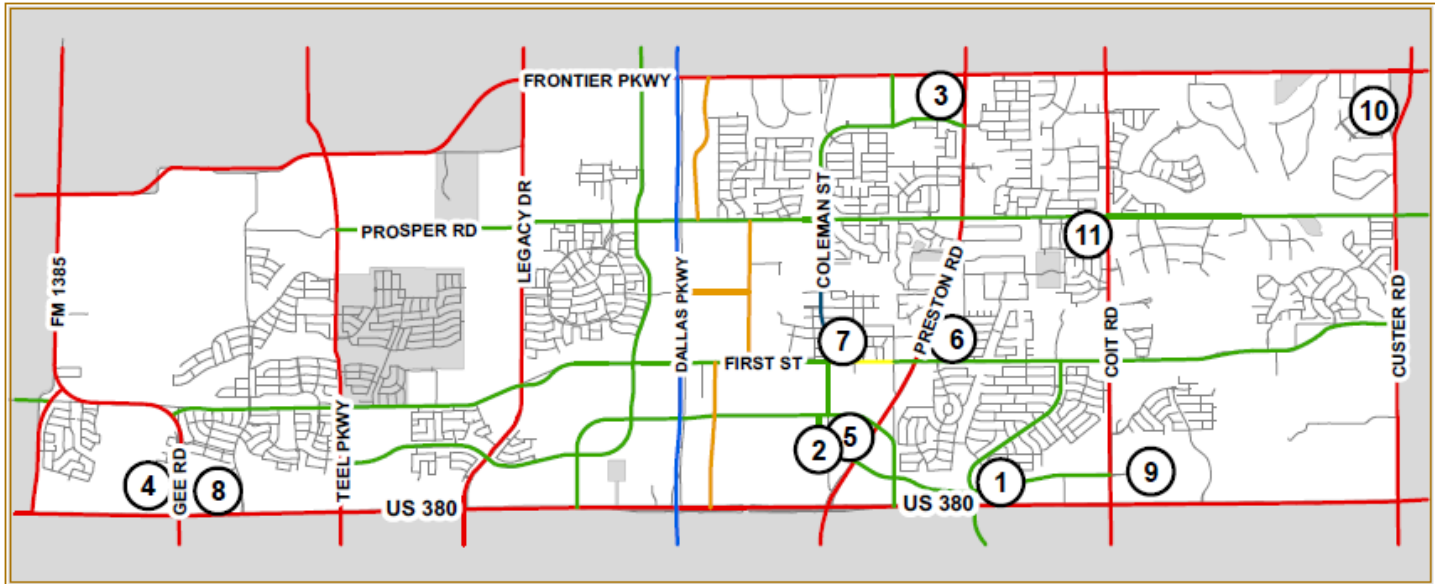 FRONTIER PKWY
3
10
LEGACY DR
COLEMAN ST
PROSPER RD
11
FM 1385
DALLAS PKWY
PRESTON RD
COIT RD
CUSTER RD
7
6
FIRST ST
TEEL PKWY
GEE RD
2
5
4
8
1
9
US 380
US 380